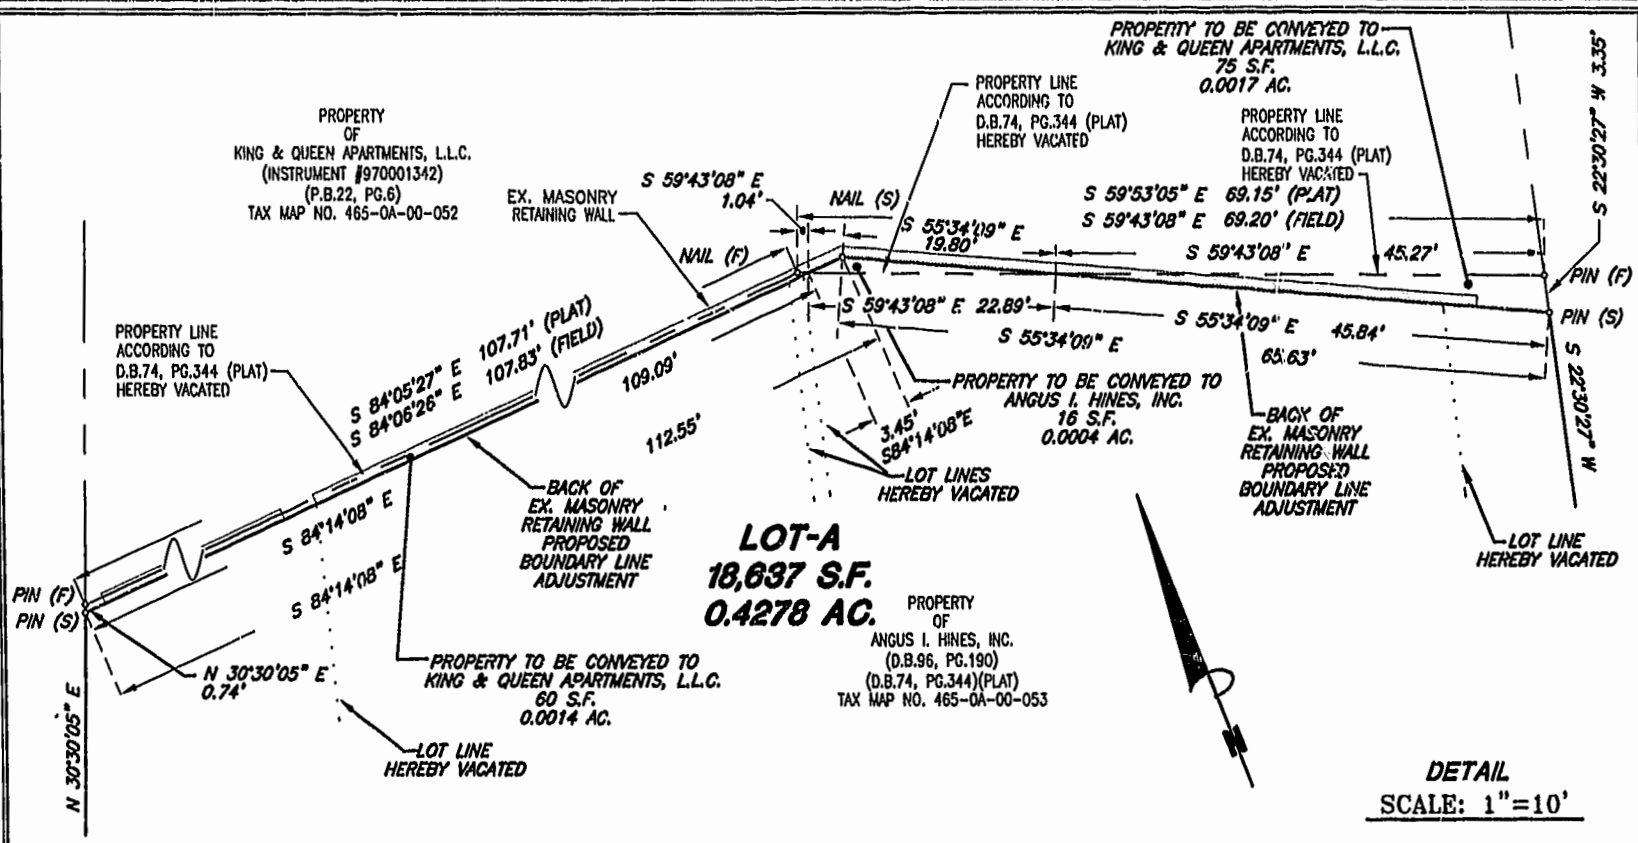 PROPERTY TO BE CONVEYED TO
KING & QUEEN APARTMENTS, L.L.C.
75 S.F.
0.0017 AC.
S 22°30'27" W 3.35'
PROPERTY
OF
KING & QUEEN APARTMENTS, L.L.C.
(INSTRUMENT #970001342)
(P.B.22, PG.6)
TAX MAP NO. 465-0A-00-052
PROPERTY LINE
ACCORDING TO
D.B.74, PG.344 (PLAT)
HEREBY VACATED
PROPERTY LINE
ACCORDING TO
D.B.74, PG.344 (PLAT)
HEREBY VACATED
S 59°43'08" E
1.04'
NAIL (S)
EX. MASONRY
RETAINING WALL
S 59°53'05" E 69.15' (PLAT)
S 59°43'08" E 69.20' (FIELD)
S 55°34'09" E
19.80'
S 59°43'08" E
45.27'
NAIL (F)
PIN (F)
S 59°43'08" E 22.89'
S 55°34'09" E 45.84'
PIN (S)
S 55°34'09" E
65.63'
S 22°30'27" W
PROPERTY LINE
ACCORDING TO
D.B.74, PG.344 (PLAT)
HEREBY VACATED
S 84°05'27" E 107.71' (PLAT)
S 84°06'26" E 107.83' (FIELD)
109.09'
112.55'
3.45'
S84°14'08"E
PROPERTY TO BE CONVEYED TO
ANGUS I. HINES, INC.
16 S.F.
0.0004 AC.
BACK OF
EX. MASONRY
RETAINING WALL
PROPOSED
BOUNDARY LINE
ADJUSTMENT
LOT LINES
HEREBY VACATED
BACK OF
EX. MASONRY
RETAINING WALL
PROPOSED
BOUNDARY LINE
ADJUSTMENT
S 84°14'08" E
S 84°14'08" E
LOT LINE
HEREBY VACATED
LOT-A
18,637 S.F.
0.4278 AC.
PROPERTY
OF
ANGUS I. HINES, INC.
(D.B.96, PG.190)
(D.B.74, PG.344)(PLAT)
TAX MAP NO. 465-0A-00-053
PIN (F)
PIN (S)
N 30°30'05" E
0.74'
N 30°30'05" E
PROPERTY TO BE CONVEYED TO
KING & QUEEN APARTMENTS, L.L.C.
60 S.F.
0.0014 AC.
LOT LINE
HEREBY VACATED
N
DETAIL
SCALE: 1"=10'